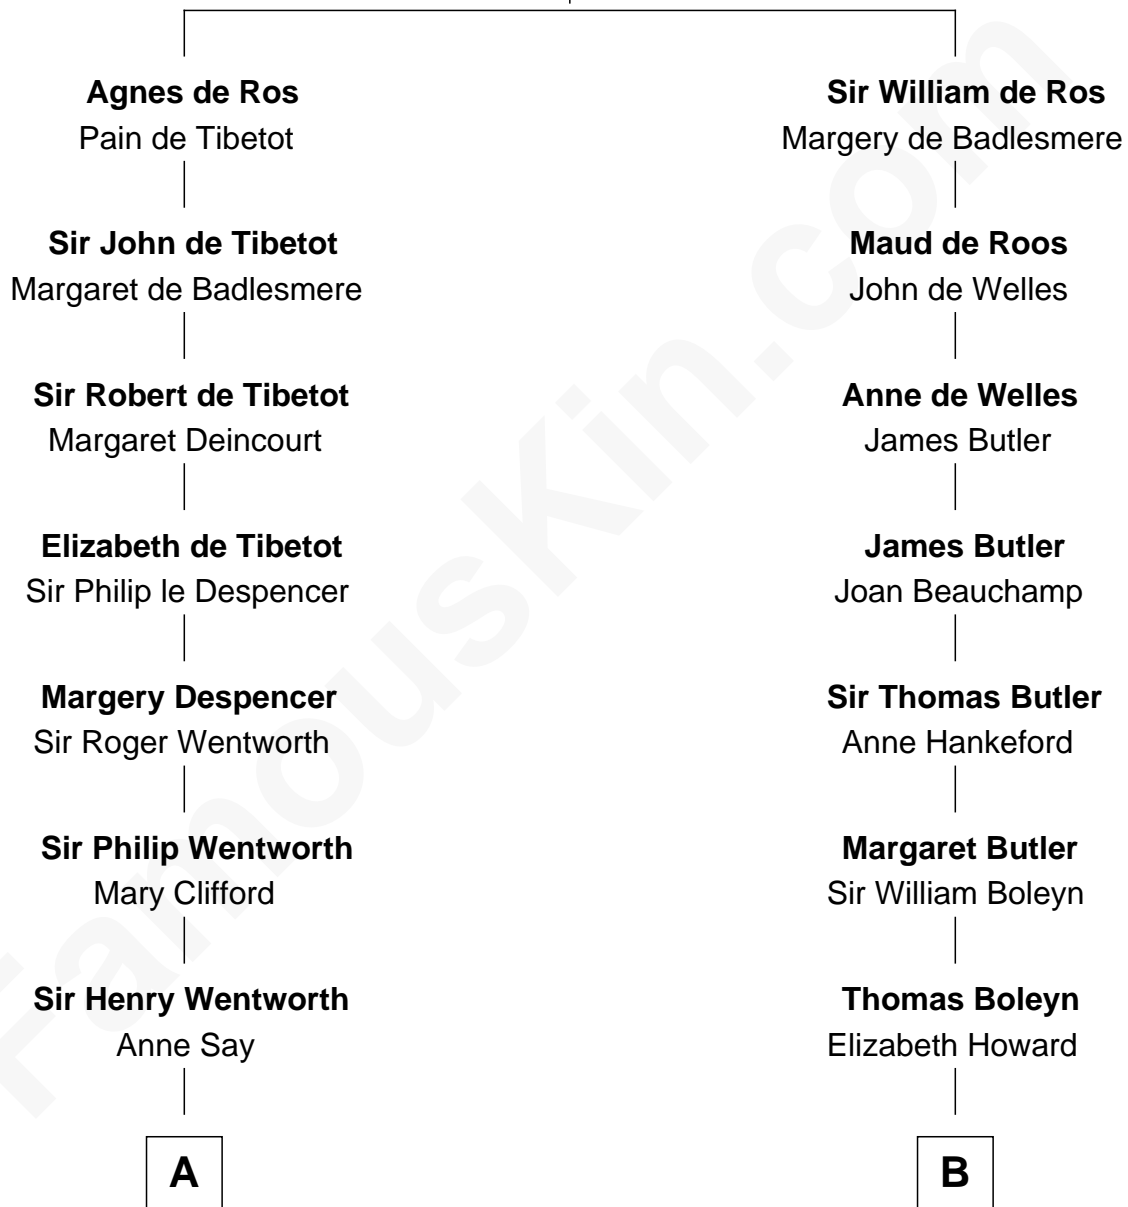 Agnes de Ros
Pain de Tibetot
Sir John de Tibetot
Margaret de Badlesmere
Sir Robert de Tibetot
Margaret Deincourt
Elizabeth de Tibetot
Sir Philip le Despencer
Margery Despencer
Sir Roger Wentworth
Sir Philip Wentworth
Mary Clifford
Sir Henry Wentworth
Anne Say
A
Sir William de Ros
Margery de Badlesmere
Maud de Roos
John de Welles
Anne de Welles
James Butler
James Butler
Joan Beauchamp
Sir Thomas Butler
Anne Hankeford
Margaret Butler
Sir William Boleyn
Thomas Boleyn
Elizabeth Howard
B
FamousKin.com